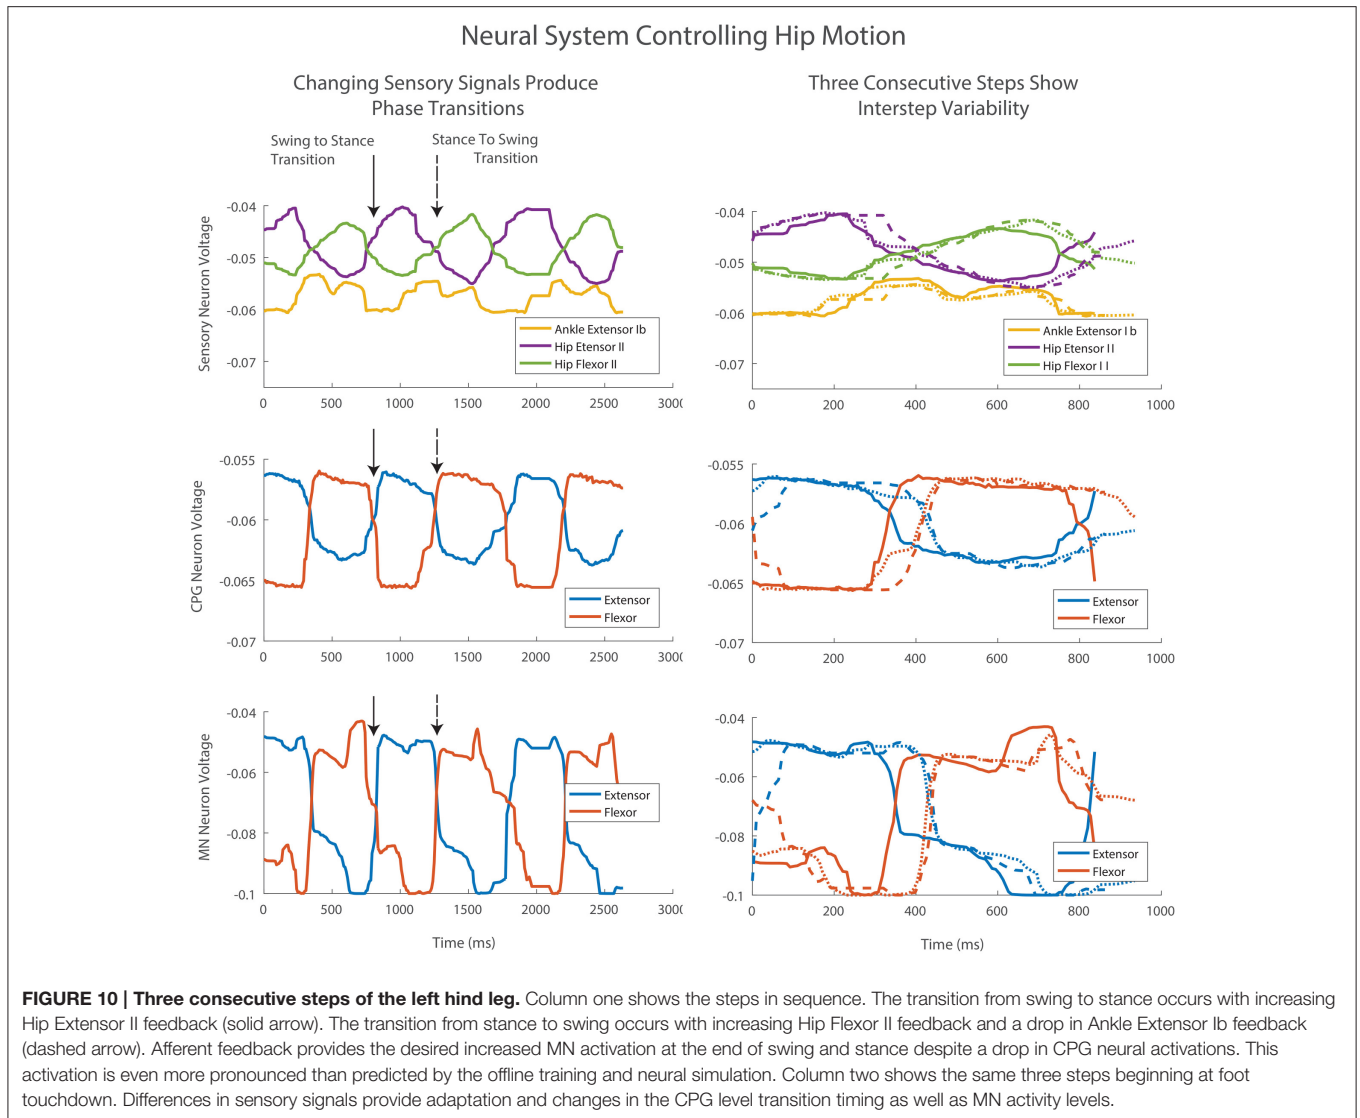 Neural System Controlling Hip Motion
Changing Sensory Signals Produce
Phase Transitions
Three Consecutive Steps Show
Interstep Variability
Swing to Stance
Transition
Stance To Swing
Transition
Sensory Neuron Voltage
-0.04
-0.05
-0.06
-0.07
Ankle Extensor Ib
Hip Etensor II
Hip Flexor II
0 500 1000 1500 2000 2500 3000
-0.04
-0.05
-0.06
-0.07
Ankle Extensor I b
Hip Etensor I I
Hip Flexor I I
0 200 400 600 800 1000
CPG Neuron Voltage
-0.055
-0.06
-0.065
-0.07
Extensor
Flexor
0 500 1000 1500 2000 2500 3000
-0.055
-0.06
-0.065
-0.07
Extensor
Flexor
0 200 400 600 800 1000
MN Neuron Voltage
-0.04
-0.06
-0.08
-0.1
Extensor
Flexor
0 500 1000 1500 2000 2500 3000
Time (ms)
-0.04
-0.06
-0.08
-0.1
Extensor
Flexor
0 200 400 600 800 1000
Time (ms)
FIGURE 10 | Three consecutive steps of the left hind leg. Column one shows the steps in sequence. The transition from swing to stance occurs with increasing
Hip Extensor II feedback (solid arrow). The transition from stance to swing occurs with increasing Hip Flexor II feedback and a drop in Ankle Extensor Ib feedback
(dashed arrow). Afferent feedback provides the desired increased MN activation at the end of swing and stance despite a drop in CPG neural activations. This
activation is even more pronounced than predicted by the offline training and neural simulation. Column two shows the same three steps beginning at foot
touchdown. Differences in sensory signals provide adaptation and changes in the CPG level transition timing as well as MN activity levels.